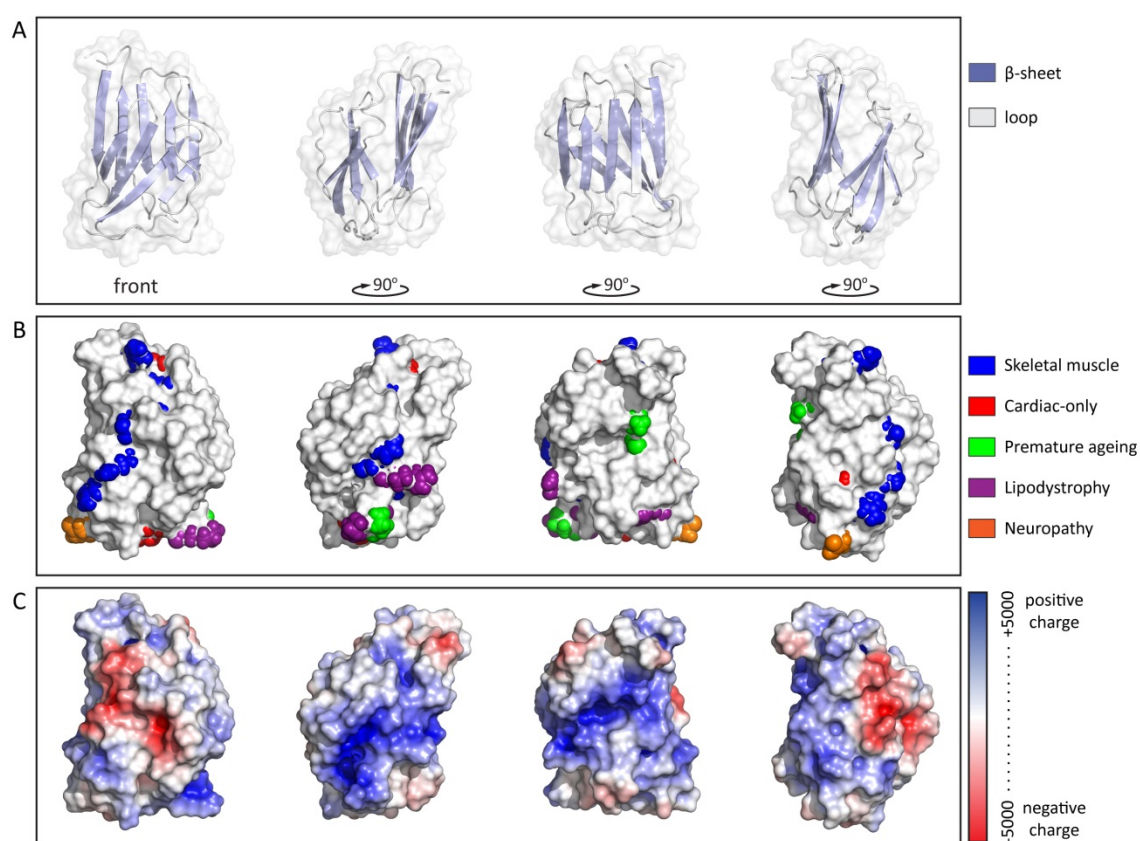 A
β-sheet
loop
front
90°
90°
90°
B
Skeletal muscle
Cardiac-only
Premature ageing
Lipodystrophy
Neuropathy
C
positive
charge
+5000
-5000
negative
charge